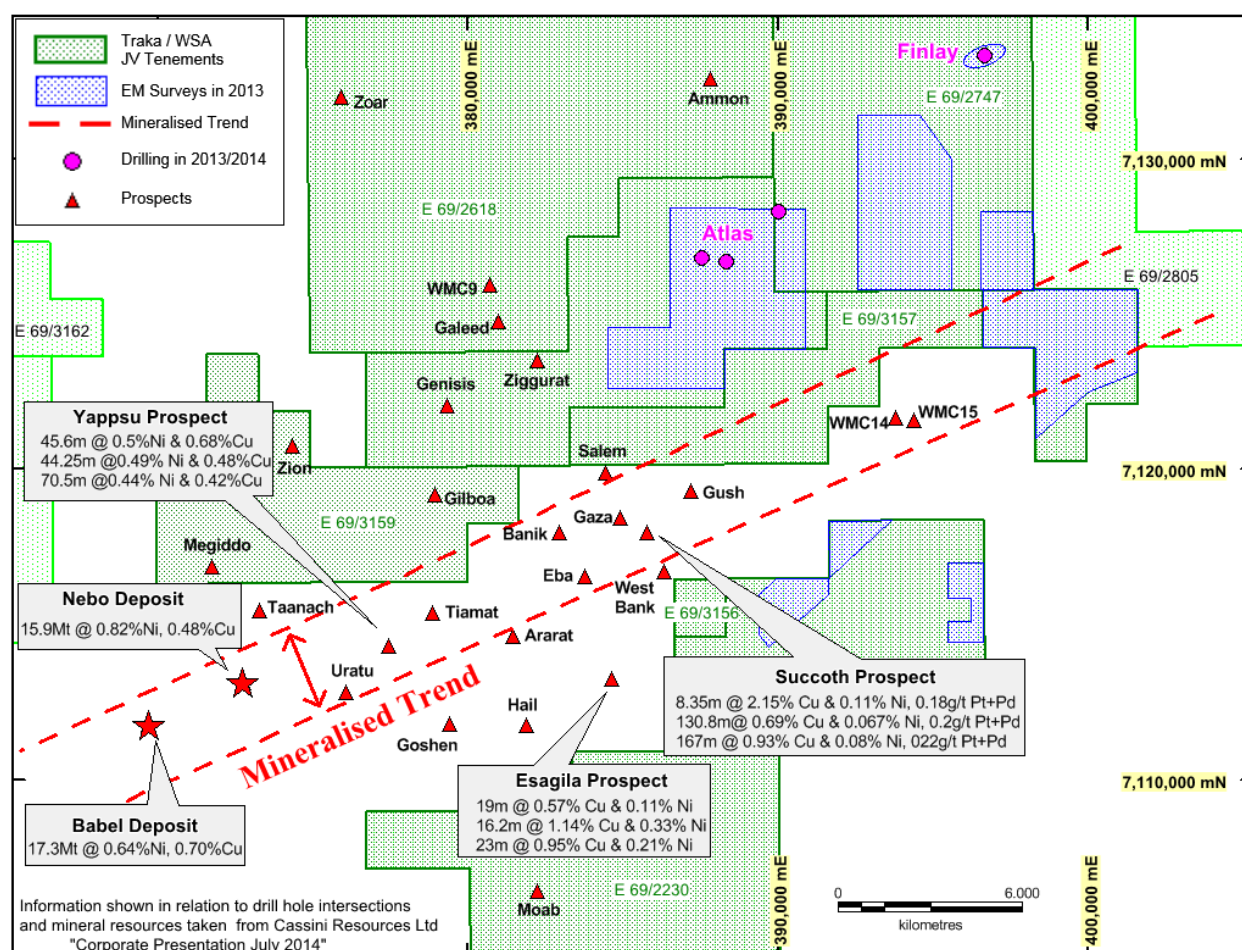 Traka / WSA
JV Tenements
EM Surveys in 2013
Mineralised Trend
Drilling in 2013/2014
Prospects
380,000 mE
390,000 mE
400,000 mE
Finlay
Zoar
Ammon
E 69/2747
7,130,000 mN
E 69/2618
Atlas
E 69/2805
WMC9
E 69/3162
Galeed
E 69/3157
Ziggurat
Genisis
Yappsu Prospect
45.6m @ 0.5%Ni & 0.68%Cu
44.25m @0.49% Ni & 0.48%Cu
70.5m @0.44% Ni & 0.42%Cu
WMC14
WMC15
Zion
Salem
7,120,000 mN
Gilboa
Gush
E 69/3159
Gaza
Banik
Megiddo
Eba
West
Bank
Nebo Deposit
15.9Mt @ 0.82%Ni, 0.48%Cu
Taanach
Tiamat
E 69/3156
Ararat
Uratu
Mineralised Trend
Succoth Prospect
8.35m @ 2.15% Cu & 0.11% Ni, 0.18g/t Pt+Pd
130.8m@ 0.69% Cu & 0.067% Ni, 0.2g/t Pt+Pd
167m @ 0.93% Cu & 0.08% Ni, 022g/t Pt+Pd
Hail
Goshen
7,110,000 mN
Esagila Prospect
19m @ 0.57% Cu & 0.11% Ni
16.2m @ 1.14% Cu & 0.33% Ni
23m @ 0.95% Cu & 0.21% Ni
Babel Deposit
17.3Mt @ 0.64%Ni, 0.70%Cu
E 69/2230
Moab
390,000 mE
400,000 mE
0
6.000
kilometres
Information shown in relation to drill hole intersections
and mineral resources taken from Cassini Resources Ltd
"Corporate Presentation July 2014"